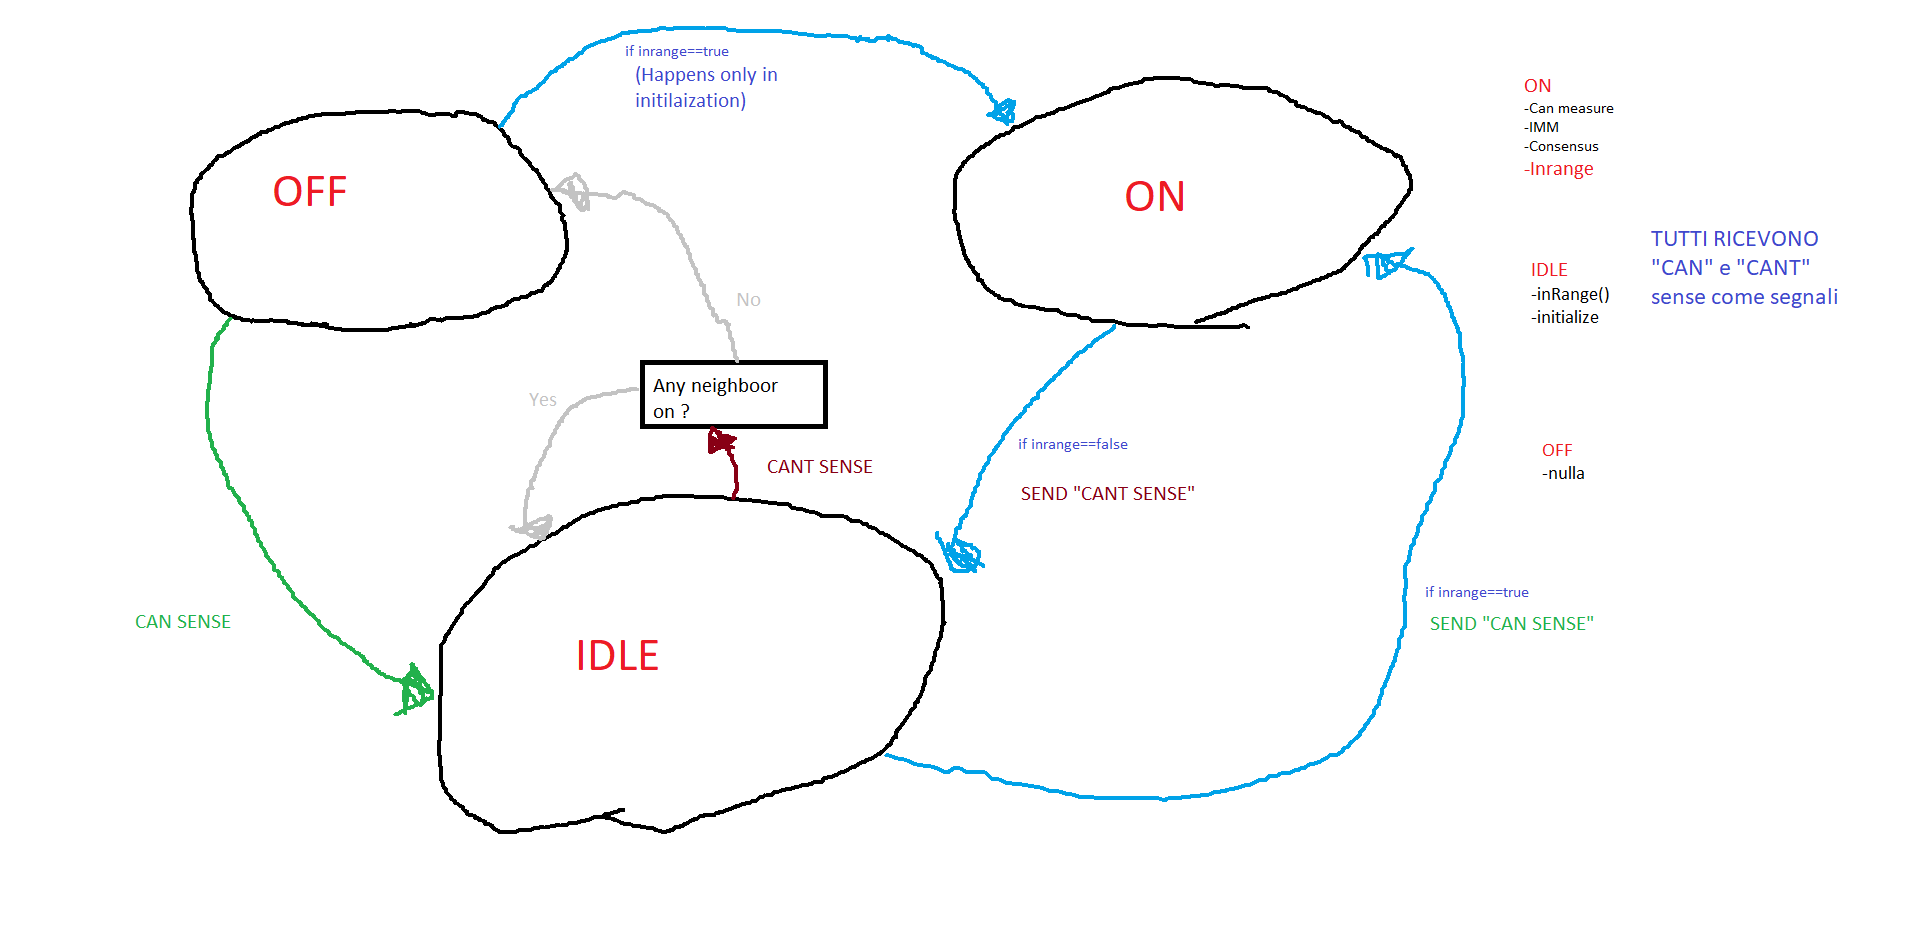 if inrange==true
(Happens only in
initilaization)
OFF
ON
No
Any neighboor
on ?
Yes
CANT SENSE
if inrange==false
SEND "CANT SENSE"
CAN SENSE
IDLE
if inrange==true
SEND "CAN SENSE"
ON
-Can measure
-IMM
-Consensus
-Inrange
IDLE
-inRange()
-initialize
OFF
-nulla
TUTTI RICEVONO
"CAN" e "CANT"
sense come segnali